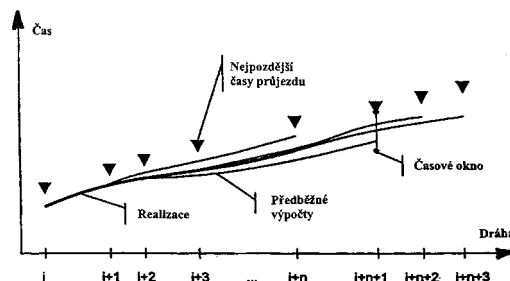 Čas
Nejpozdější
časy průjezdu
Časové okno
Předběžné
výpočty
Realizace
Dráha
i i+1 i+2 i+3 ... i+n i+n+1 i+n+2 i+n+3